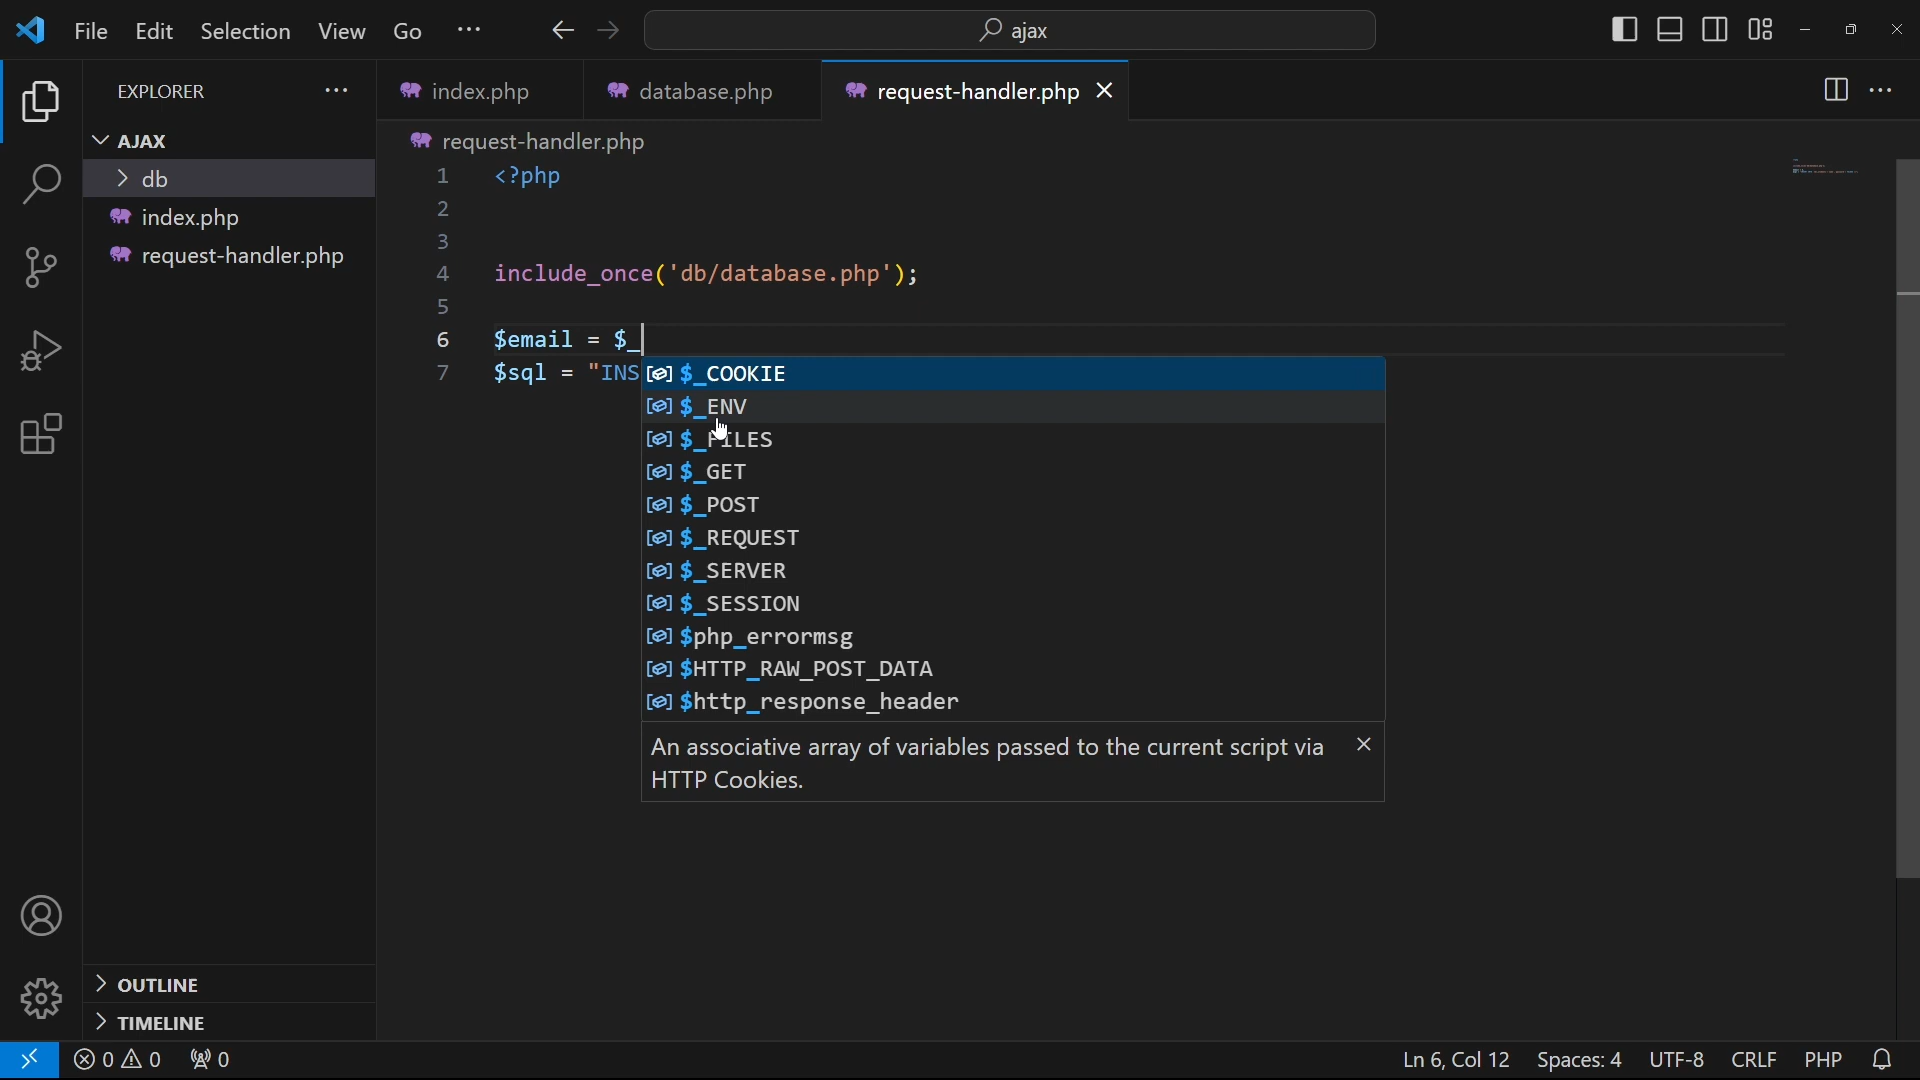 File Edit Selection View Go ajax
EXPLORER
index.php database.php request-handler.php
AJAX
db
index.php
request-handler.php
request-handler.php
1 <?php
2
3
4 include_once('db/database.php');
5
6 $email = $_
7 $sql = "INS
$_COOKIE
$_ENV
$_FILES
$_GET
$_POST
$_REQUEST
$_SERVER
$_SESSION
$php_errormsg
$HTTP_RAW_POST_DATA
$http_response_header
An associative array of variables passed to the current script via
HTTP Cookies.
OUTLINE
TIMELINE
0 0 0 Ln 6, Col 12 Spaces: 4 UTF-8 CRLF PHP